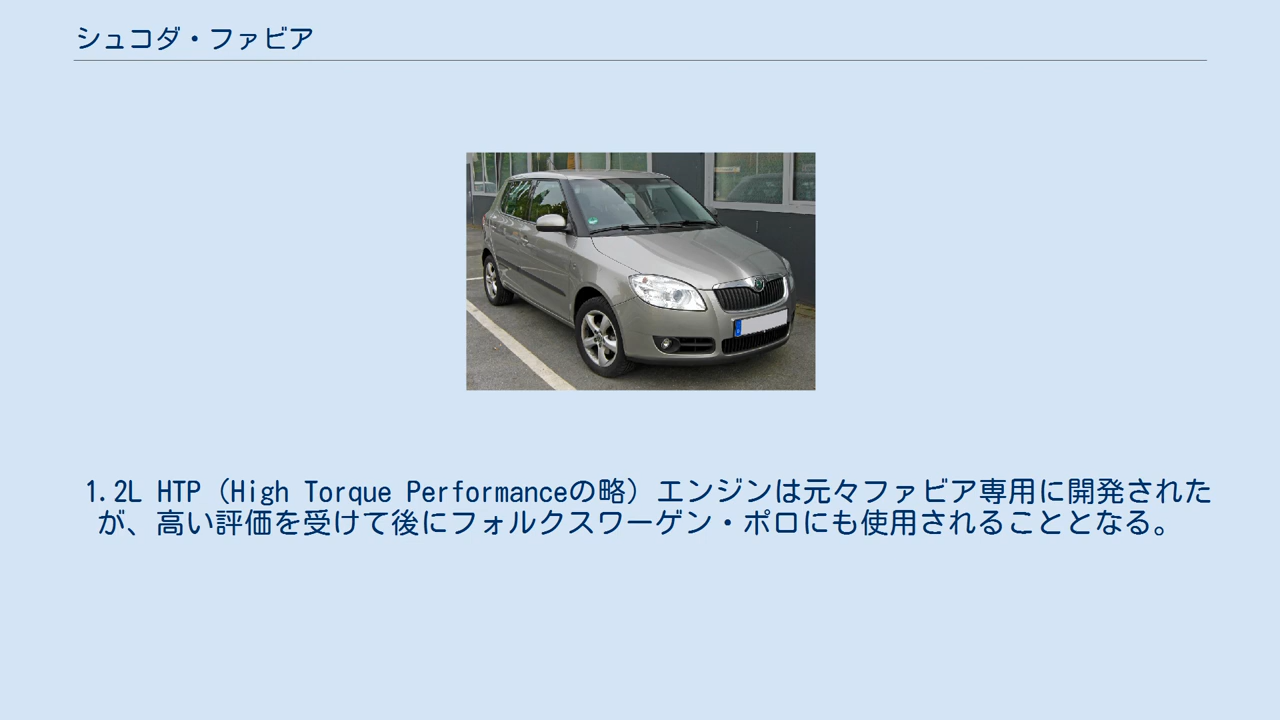 シュコダ・ファビア
1.2L HTP（High Torque Performanceの略）エンジンは元々ファビア専用に開発された
が、高い評価を受けて後にフォルクスワーゲン・ポロにも使用されることとなる。